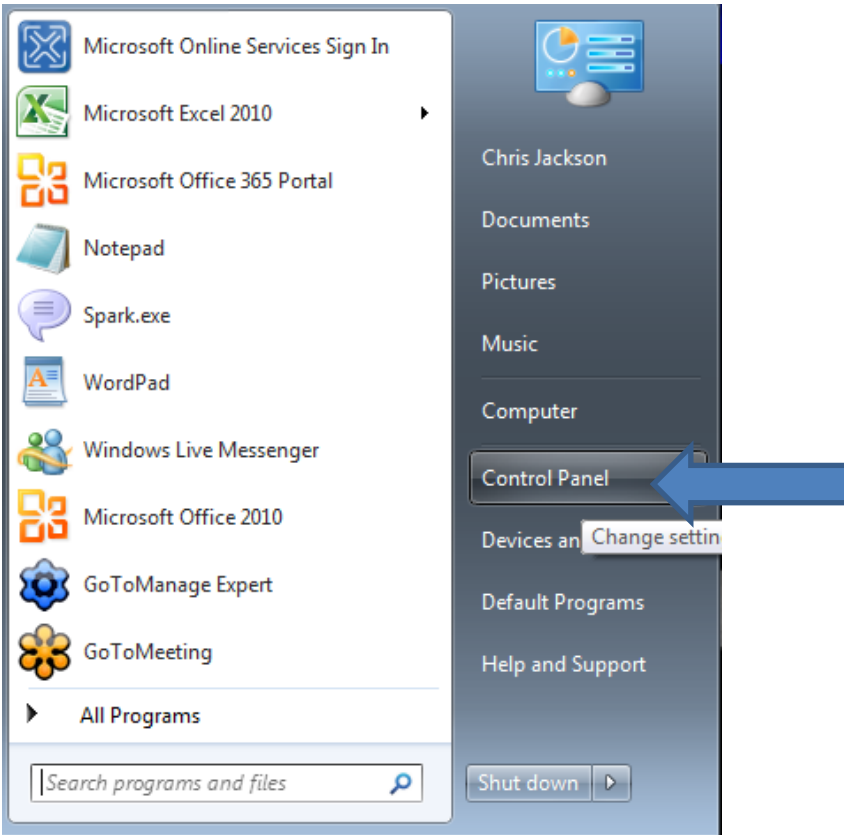 Microsoft Online Services Sign In
Microsoft Excel 2010
Microsoft Office 365 Portal
Notepad
Spark.exe
WordPad
Windows Live Messenger
Microsoft Office 2010
GoToManage Expert
GoToMeeting
All Programs
Search programs and files
Chris Jackson
Documents
Pictures
Music
Computer
Control Panel
Devices an
Change settin
Default Programs
Help and Support
Shut down